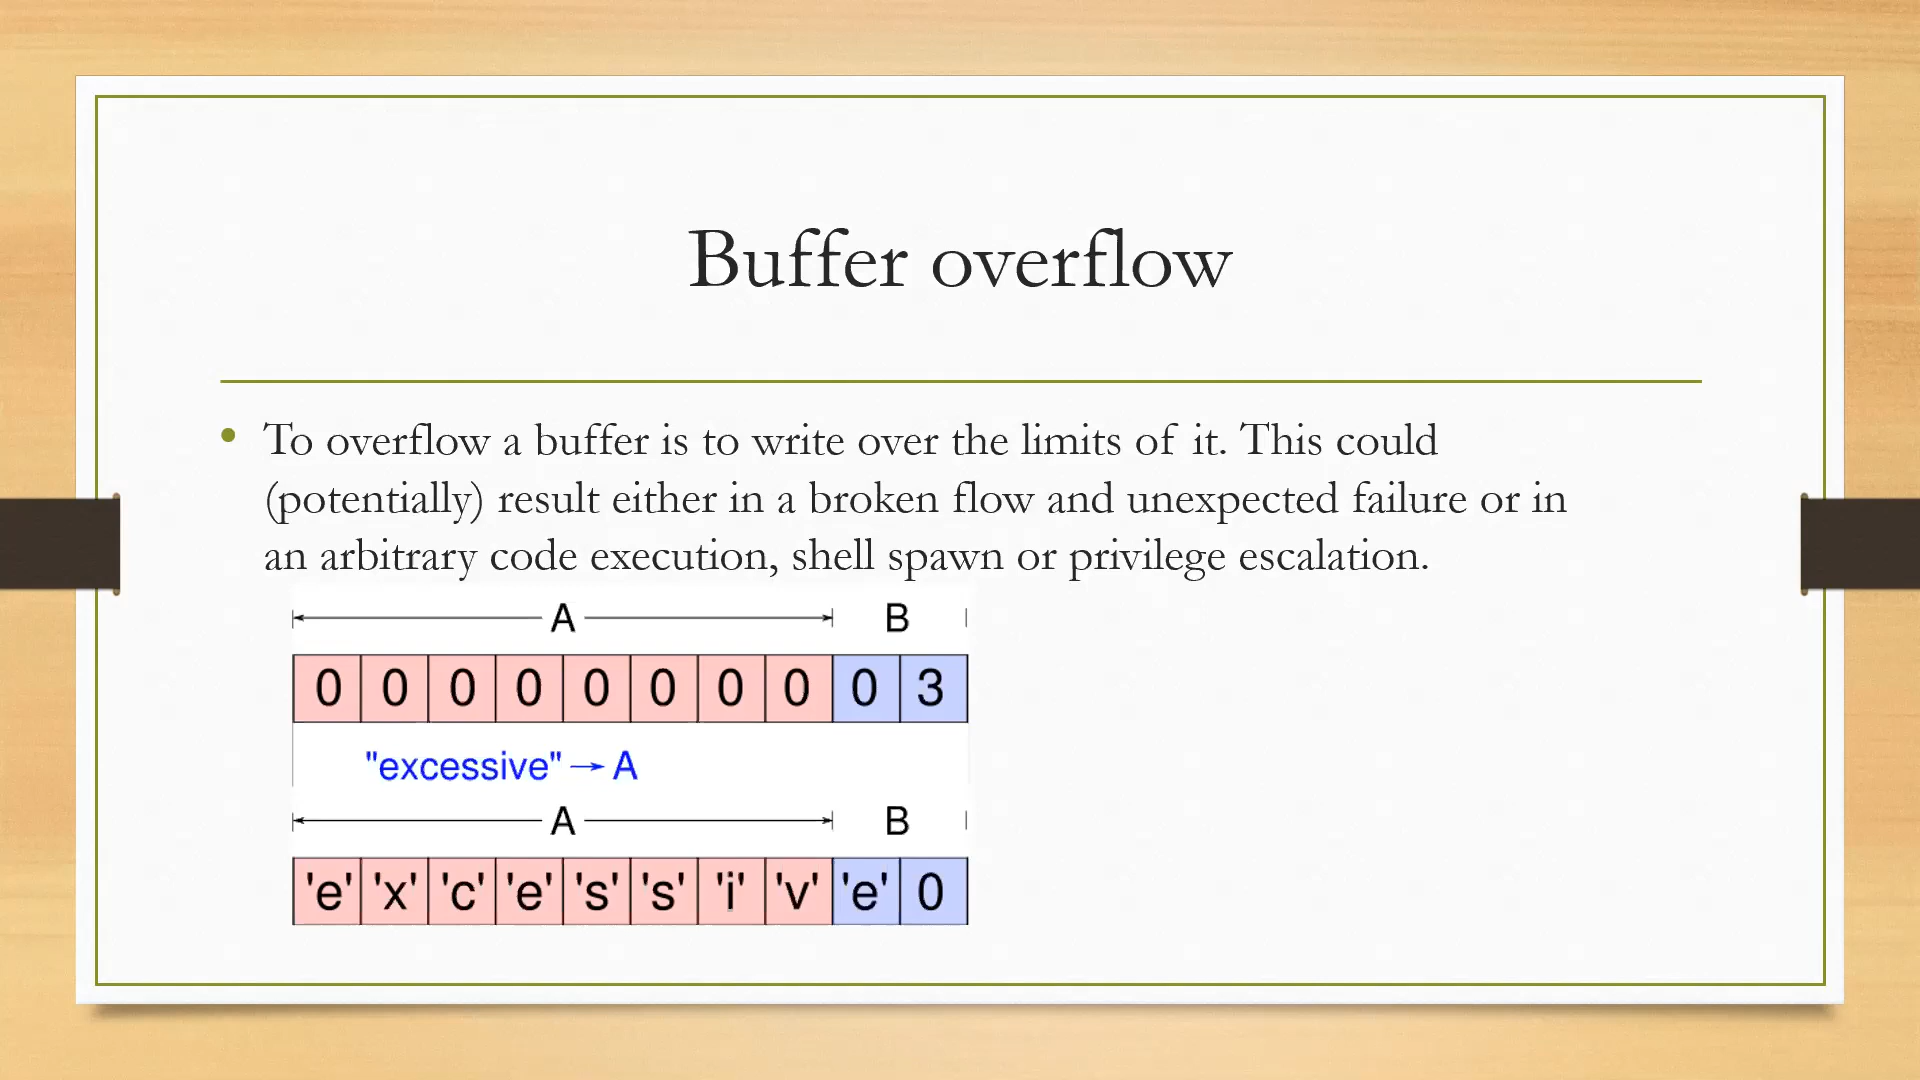 Buffer overflow
• To overflow a buffer is to write over the limits of it. This could
(potentially) result either in a broken flow and unexpected failure or in
an arbitrary code execution, shell spawn or privilege escalation.
A B
0 0 0 0 0 0 0 0 0 3
"excessive" → A
A B
'e' 'x' 'c' 'e' 's' 's' 'i' 'v' 'e' 0